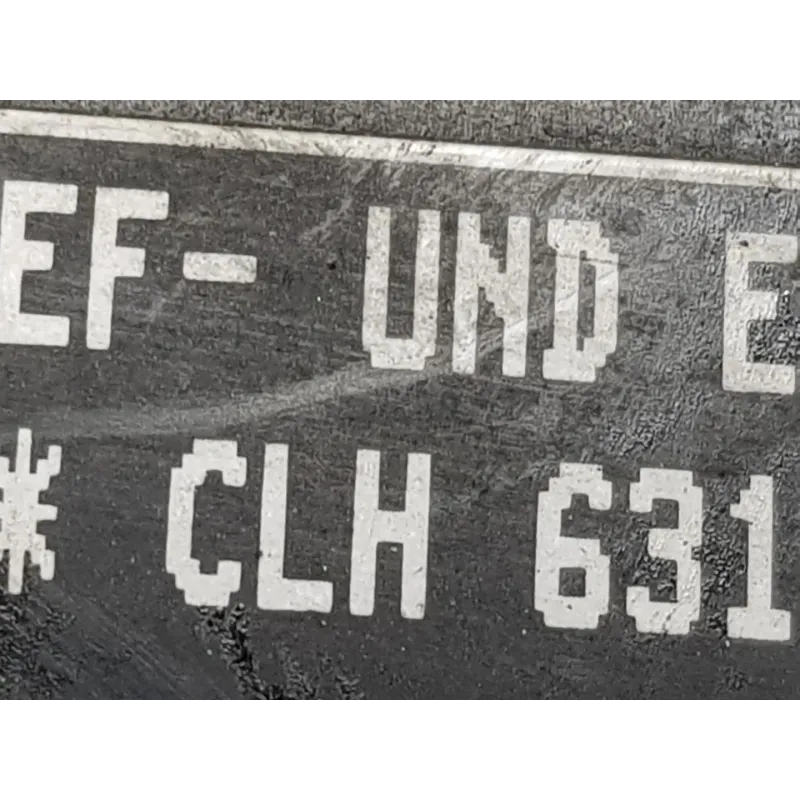 EF- UND E
* CLH 631